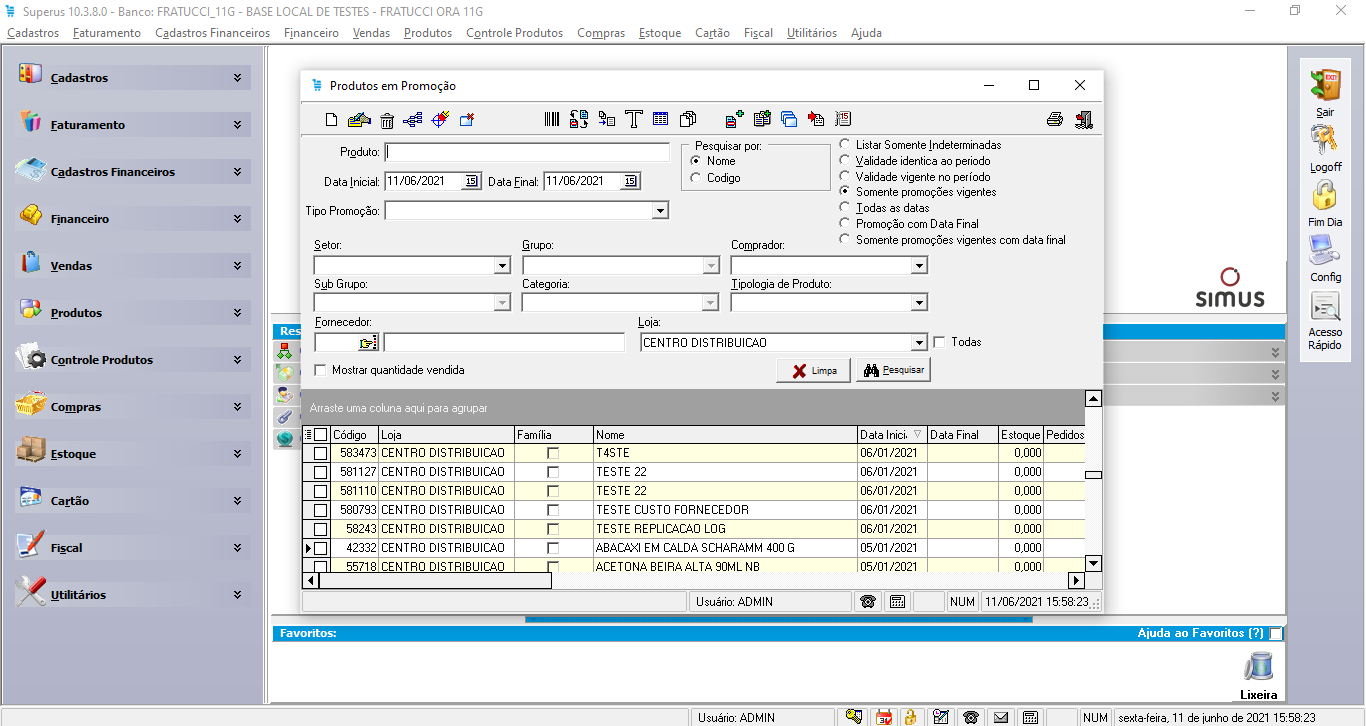 Superus 10.3.8.0 - Banco: FRATUCCI_11G - BASE LOCAL DE TESTES - FRATUCCI ORA 11G
Cadastros Faturamento Cadastros Financeiros Financeiro Vendas Produtos Controle Produtos Compras Estoque Cartão Fiscal Utilitários Ajuda
Cadastros
Faturamento
Cadastros Financeiros
Financeiro
Vendas
Produtos
Controle Produtos
Compras
Estoque
Cartão
Fiscal
Utilitários
Produtos em Promoção
Produto:
Pesquisar por:
Nome
Codigo
Data Inicial: 11/06/2021 15 Data Final: 11/06/2021 15
Tipo Promoção:
Listar Somente Indeterminadas
Validade identica ao periodo
Validade vigente no período
Somente promoções vigentes
Todas as datas
Promoção com Data Final
Somente promoções vigentes com data final
Setor: Grupo: Comprador:
Sub Grupo: Categoria: Tipologia de Produto:
Fornecedor: Loja:
CENTRO DISTRIBUICAO Todas
Mostrar quantidade vendida Limpa Pesquisar
Arraste uma coluna aqui para agrupar
Código Loja Família Nome Data Inici Data Final Estoque Pedidos
583473 CENTRO DISTRIBUICAO T4STE 06/01/2021 0,000
581127 CENTRO DISTRIBUICAO TESTE 22 06/01/2021 0,000
581110 CENTRO DISTRIBUICAO TESTE 22 06/01/2021 0,000
580793 CENTRO DISTRIBUICAO TESTE CUSTO FORNECEDOR 06/01/2021 0,000
58243 CENTRO DISTRIBUICAO TESTE REPLICACAO LOG 06/01/2021 0,000
42332 CENTRO DISTRIBUICAO ABACAXI EM CALDA SCHARAMM 400 G 05/01/2021 0,000
55718 CENTRO DISTRIBUICAO ACETONA BEIRA ALTA 90ML NB 05/01/2021 0,000
Usuário: ADMIN NUM 11/06/2021 15:58:23
Res
SIMUS
EXIT
Sair
Logoff
Fim Dia
Config
Acesso
Rápido
Favoritos: Ajuda ao Favoritos (?)
Lixeira
Usuário: ADMIN NUM sexta-feira, 11 de junho de 2021 15:58:23